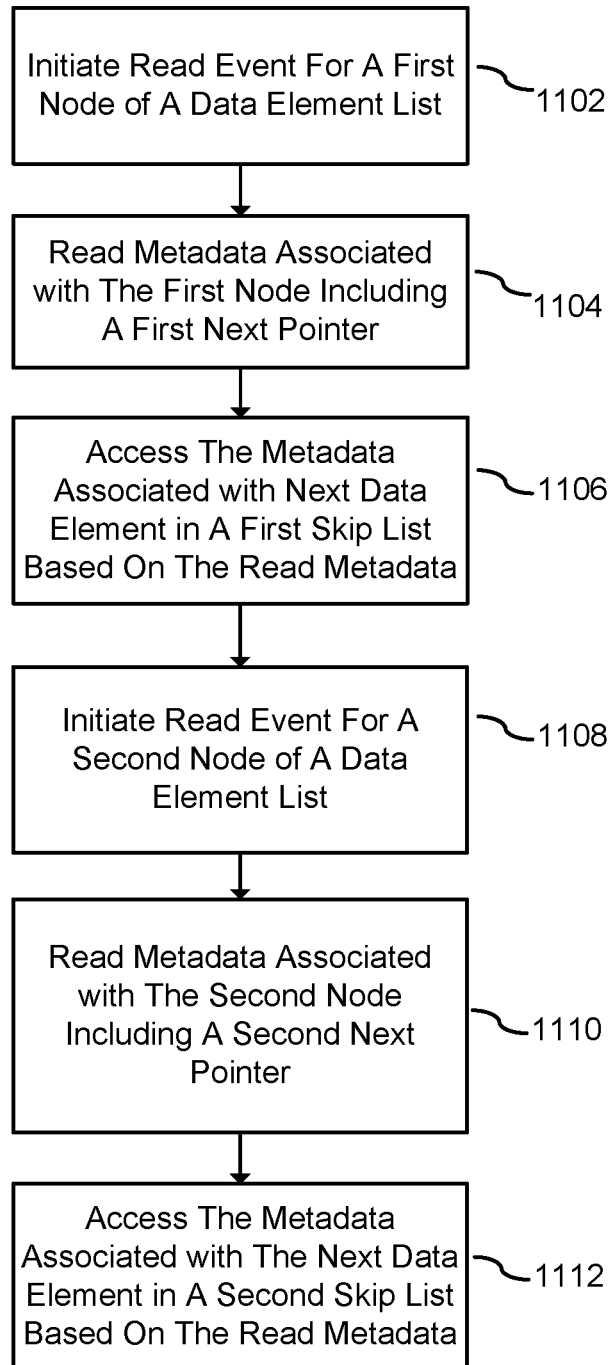 Initiate Read Event For A First
Node of A Data Element List
1102
Read Metadata Associated
with The First Node Including
A First Next Pointer
1104
Access The Metadata
Associated with Next Data
Element in A First Skip List
Based On The Read Metadata
1106
Initiate Read Event For A
Second Node of A Data
Element List
1108
Read Metadata Associated
with The Second Node
Including A Second Next
Pointer
1110
Access The Metadata
Associated with The Next Data
Element in A Second Skip List
Based On The Read Metadata
1112